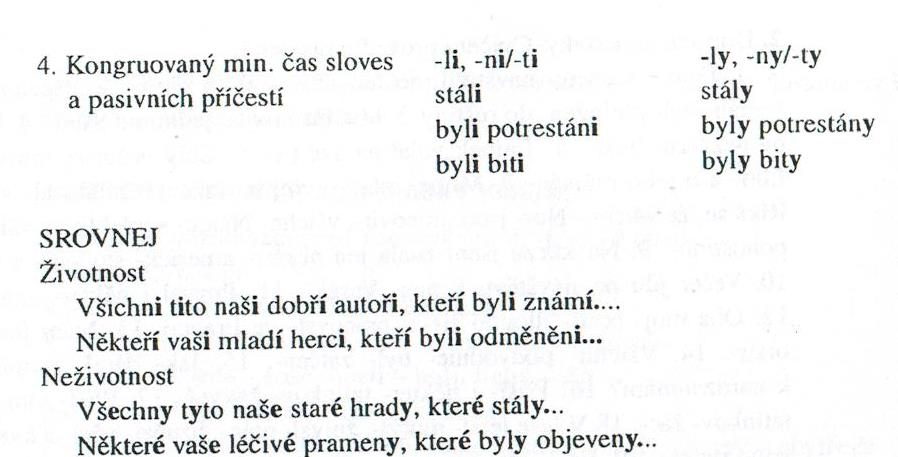 4. Kongruovaný min. čas sloves -li, -ni/-ti -ly, -ny/-ty
a pasivních příčestí stáli stály
byli potrestáni byly potrestány
byli biti byly bity
SROVNEJ
Životnost
Všichni tito naši dobří autoři, kteří byli známí...
Někteří vaši mladí herci, kteří byli odměněni...
Neživotnost
Všechny tyto naše staré hrady, které stály...
Některé vaše léčivé prameny, které byly objeveny...